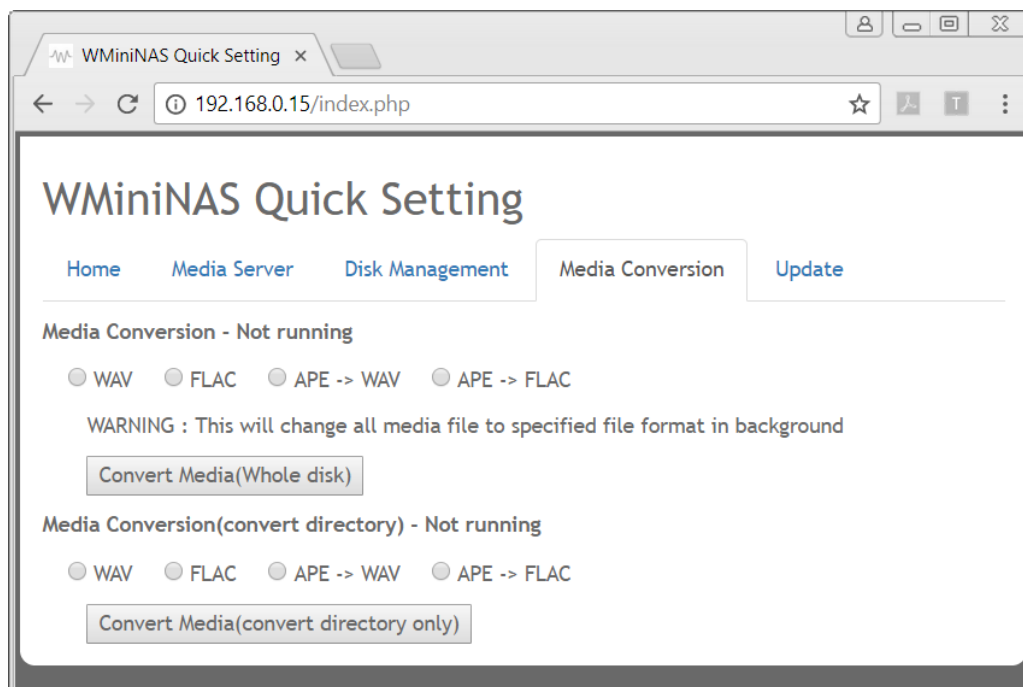 WMiniNAS Quick Setting
192.168.0.15/index.php
T
WMiniNAS Quick Setting
Home Media Server Disk Management Media Conversion Update
Media Conversion - Not running
WAV FLAC APE -> WAV APE -> FLAC
WARNING : This will change all media file to specified file format in background
Convert Media(Whole disk)
Media Conversion(convert directory) - Not running
WAV FLAC APE -> WAV APE -> FLAC
Convert Media(convert directory only)